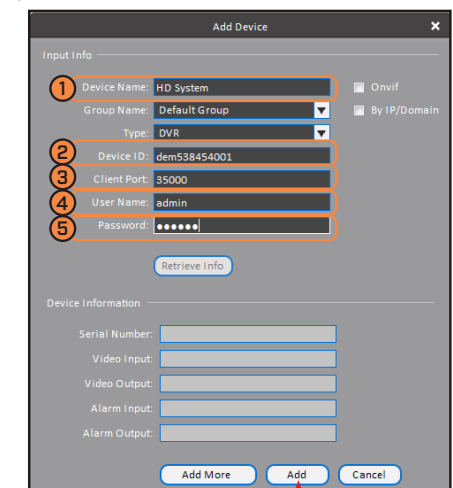 Add Device
Input Info
1 Device Name: HD System Onvif
Group Name: Default Group By IP/Domain
Type: DVR
2 Device ID: dem538454001
3 Client Port: 35000
4 User Name: admin
5 Password: ●●●●●●
Retrieve Info
Device Information
Serial Number:
Video Input:
Video Output:
Alarm Input:
Alarm Output:
Add More Add Cancel